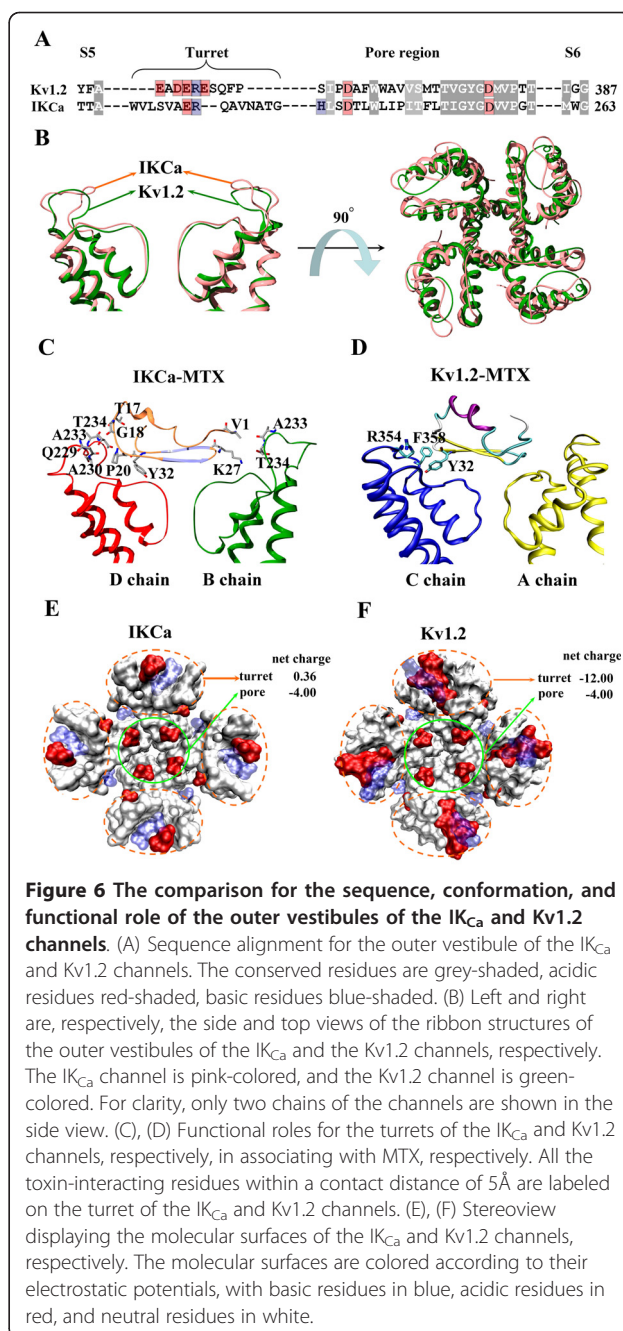 A
S5 Turret Pore region S6
Kv1.2 YFA------EADERESQFP-----SIPDAFWWAVVSMTTVGYGDMVPTT---IGG 387
IKCa TTA---WVLSVAER--QAVNATG---HLSDTLWLIPITFLTIGYGDVVPGT---MWG 263
B
IKCa
Kv1.2
90°
C
IKCa-MTX
T17
T234
G18
A233
Q229
A230 P20 Y32
V1
A233
K27
T234
D chain B chain
D
Kv1.2-MTX
R354 F358
Y32
C chain A chain
E
IKCa
net charge
turret 0.36
pore -4.00
F
Kv1.2
net charge
turret -12.00
pore -4.00
Figure 6 The comparison for the sequence, conformation, and
functional role of the outer vestibules of the IKCa and Kv1.2
channels. (A) Sequence alignment for the outer vestibule of the IKCa
and Kv1.2 channels. The conserved residues are grey-shaded, acidic
residues red-shaded, basic residues blue-shaded. (B) Left and right
are, respectively, the side and top views of the ribbon structures of
the outer vestibules of the IKCa and the Kv1.2 channels, respectively.
The IKCa channel is pink-colored, and the Kv1.2 channel is green-
colored. For clarity, only two chains of the channels are shown in the
side view. (C), (D) Functional roles for the turrets of the IKCa and Kv1.2
channels, respectively, in associating with MTX, respectively. All the
toxin-interacting residues within a contact distance of 5Å are labeled
on the turret of the IKCa and Kv1.2 channels. (E), (F) Stereoview
displaying the molecular surfaces of the IKCa and Kv1.2 channels,
respectively. The molecular surfaces are colored according to their
electrostatic potentials, with basic residues in blue, acidic residues in
red, and neutral residues in white.